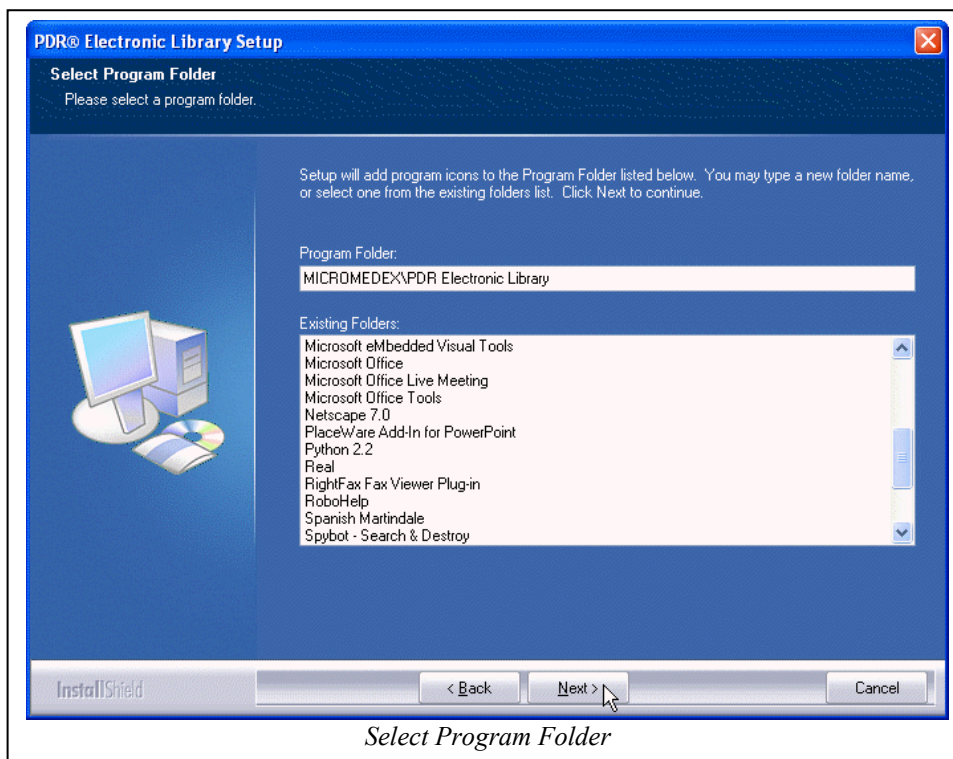 PDR® Electronic Library Setup
Select Program Folder
Please select a program folder.
Setup will add program icons to the Program Folder listed below. You may type a new folder name,
or select one from the existing folders list. Click Next to continue.
Program Folder:
MICROMEDEX\PDR Electronic Library
Existing Folders:
Microsoft eMbedded Visual Tools
Microsoft Office
Microsoft Office Live Meeting
Microsoft Office Tools
Netscape 7.0
PlaceWare Add-In for PowerPoint
Python 2.2
Real
RightFax Fax Viewer Plug-in
RoboHelp
Spanish Martindale
Spybot - Search & Destroy
InstallShield
< Back
Next >
Cancel
Select Program Folder